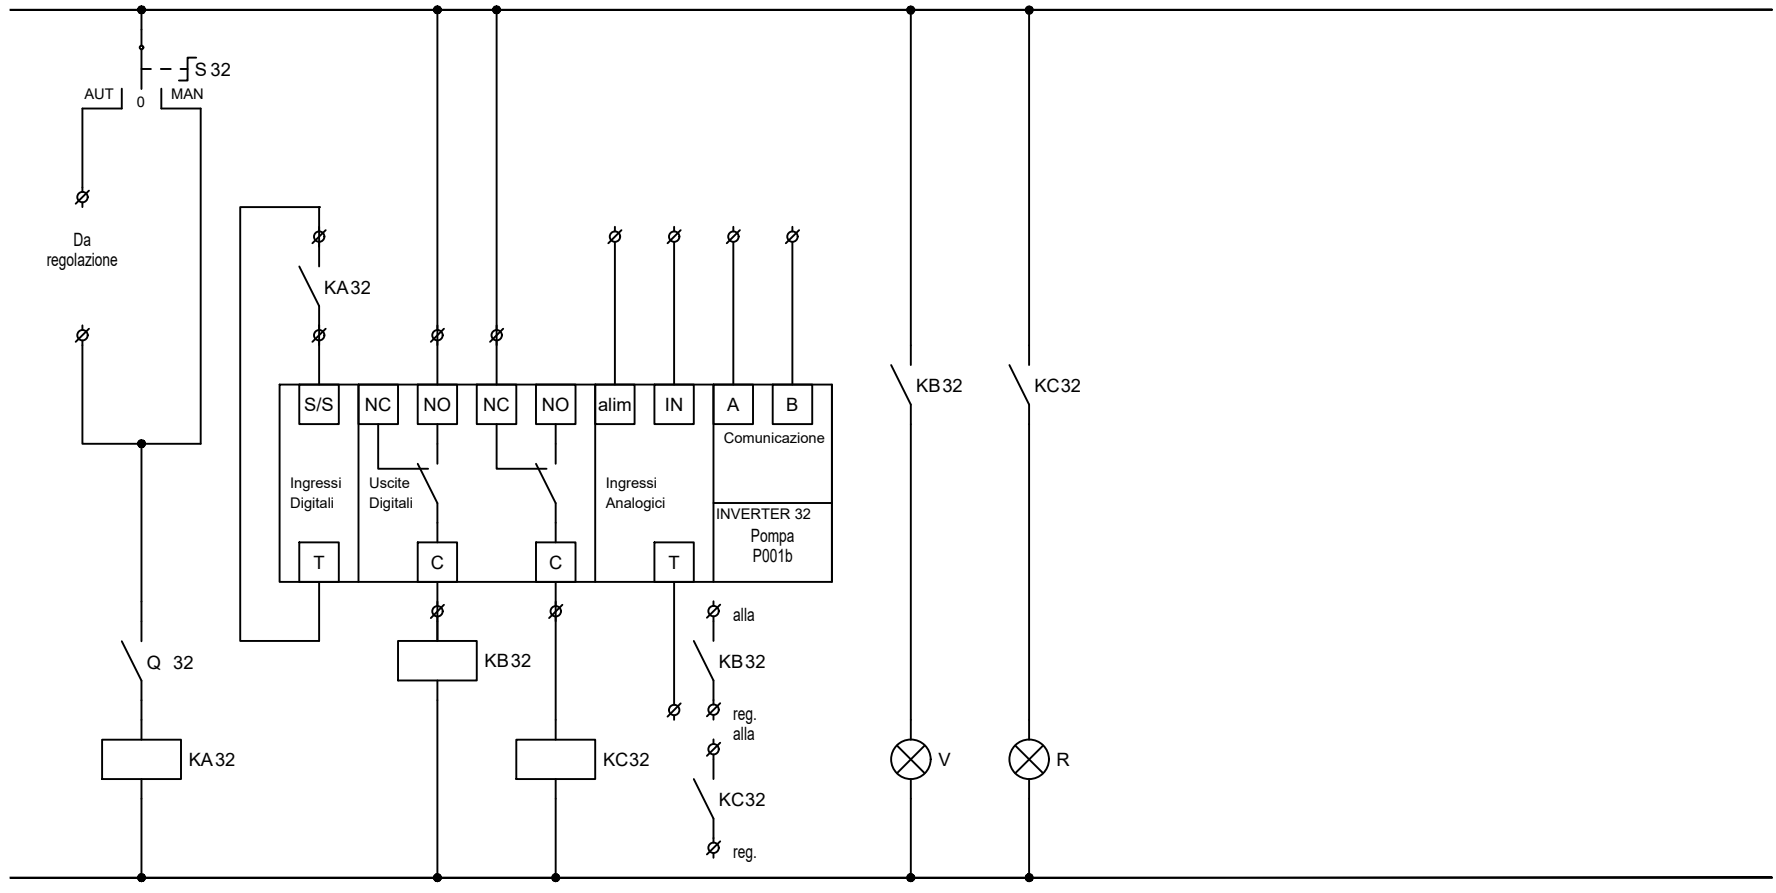 S 32
AUT
0
MAN
Da
regolazione
KA32
S/S
NC
NO
NC
NO
alim
IN
A
B
Comunicazione
Ingressi
Digitali
Uscite
Digitali
Ingressi
Analogici
INVERTER 32
Pompa
P001b
T
C
C
T
KB32
KC32
Q 32
KA32
KB32
KC32
alla
KB32
reg.
alla
KC32
reg.
V
R